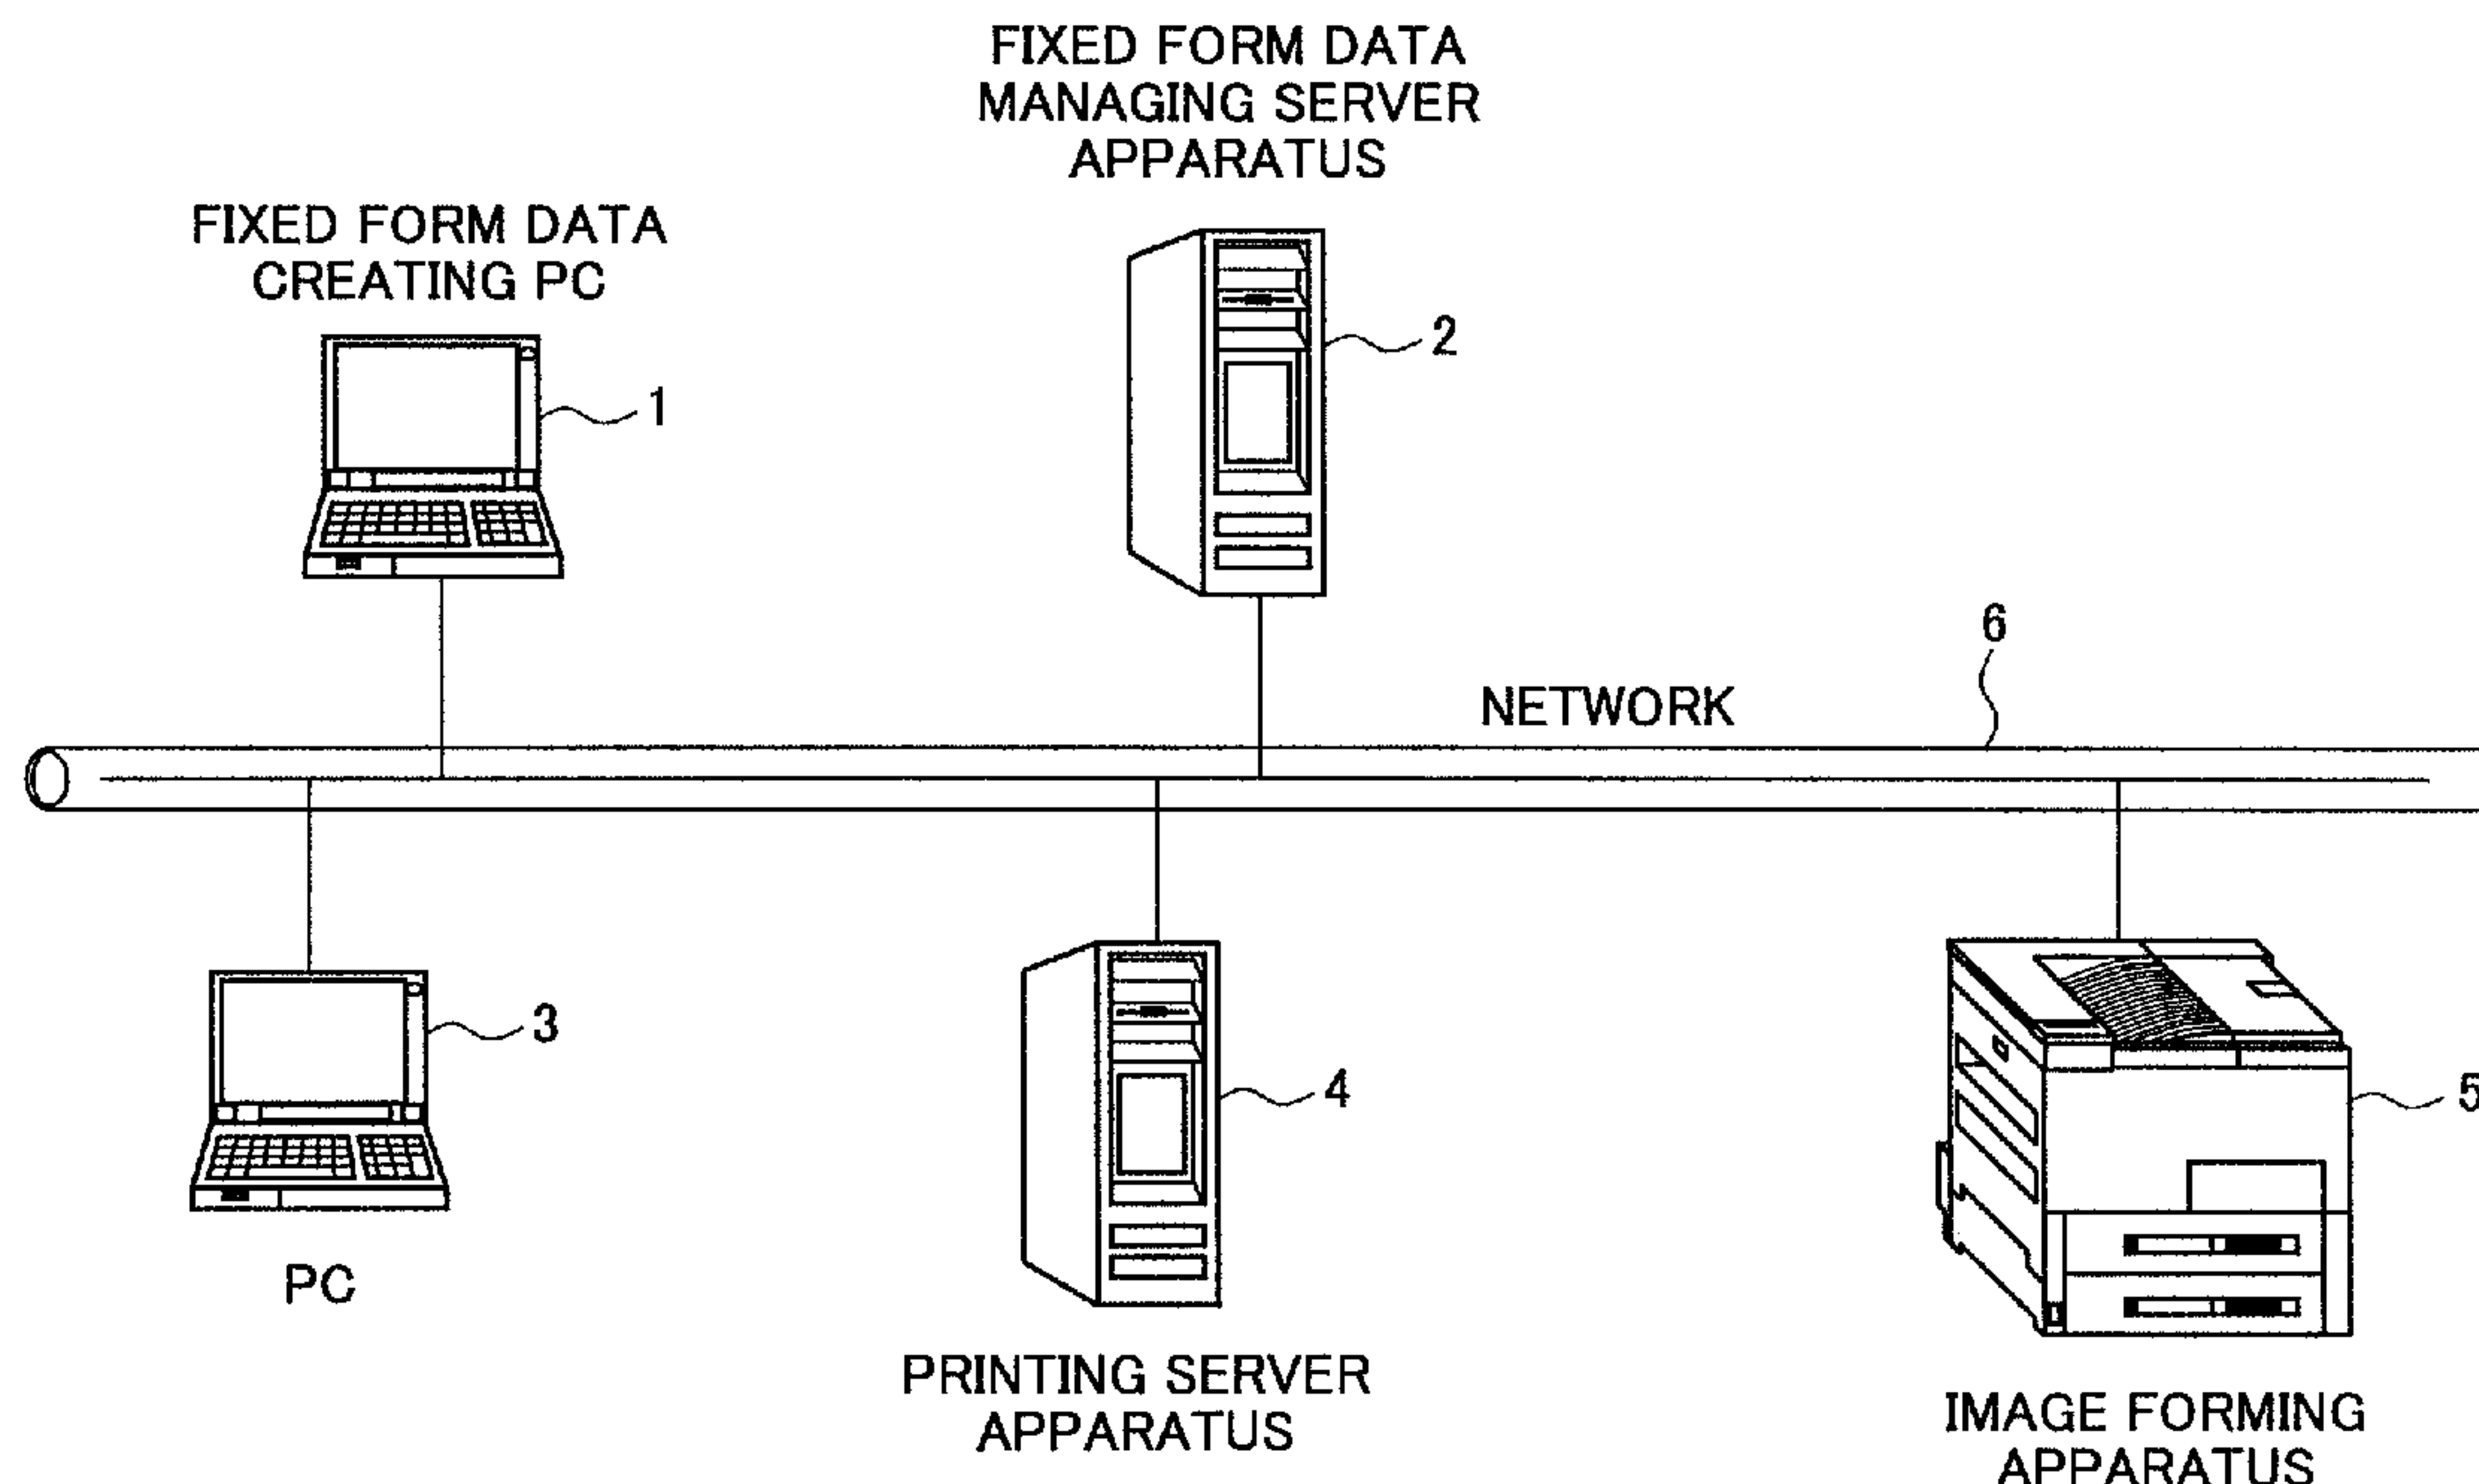 FIXED FORM DATA
MANAGING SERVER
APPARATUS
FIXED FORM DATA
CREATING PC
1
2
6
NETWORK
3
4
5
PC
PRINTING SERVER
APPARATUS
IMAGE FORMING
APPARATUS